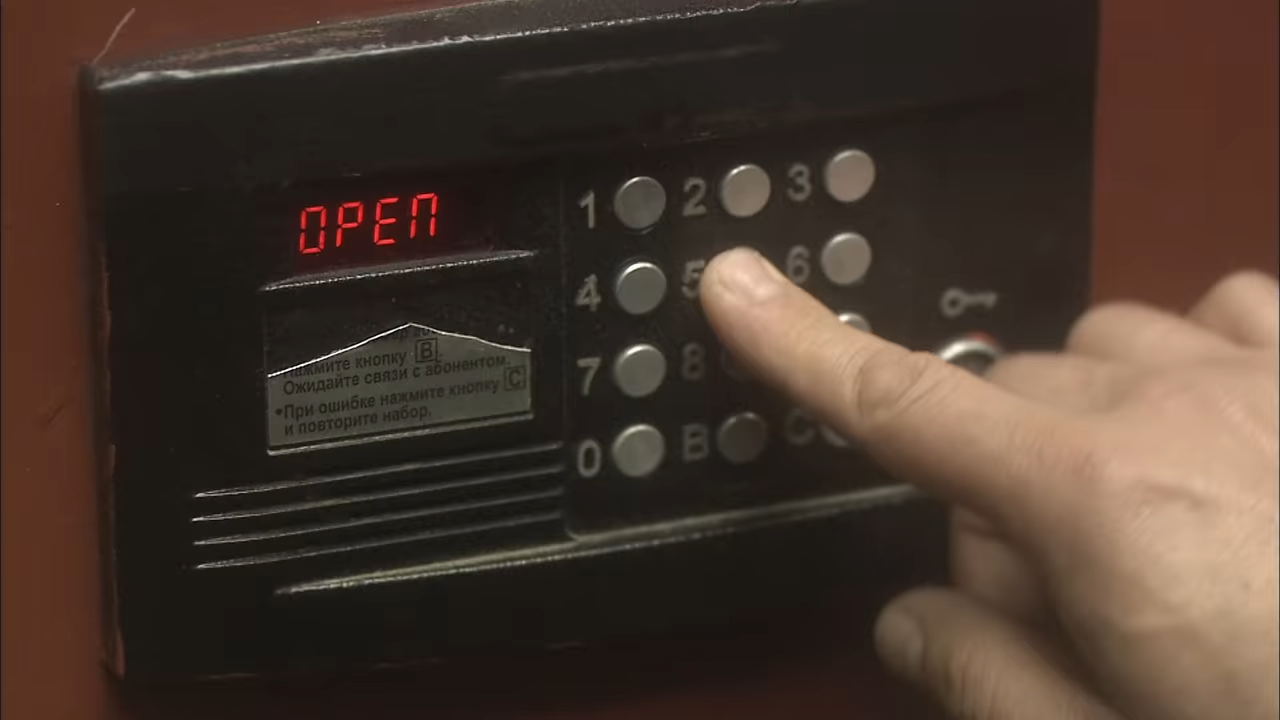 OPEN
1 2 3
4 5 6
7 8
0 B C
Нажмите кнопку B.
Ожидайте связи с абонентом.
•При ошибке нажмите кнопку C
и повторите набор.